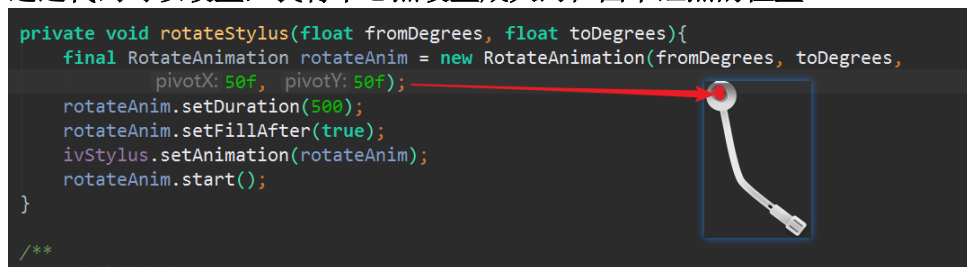 private void rotateStylus(float fromDegrees, float toDegrees){
final RotateAnimation rotateAnim = new RotateAnimation(fromDegrees, toDegrees,
pivotX: 50f, pivotY: 50f);
rotateAnim.setDuration(500);
rotateAnim.setFillAfter(true);
ivStylus.setAnimation(rotateAnim);
rotateAnim.start();
}
/**